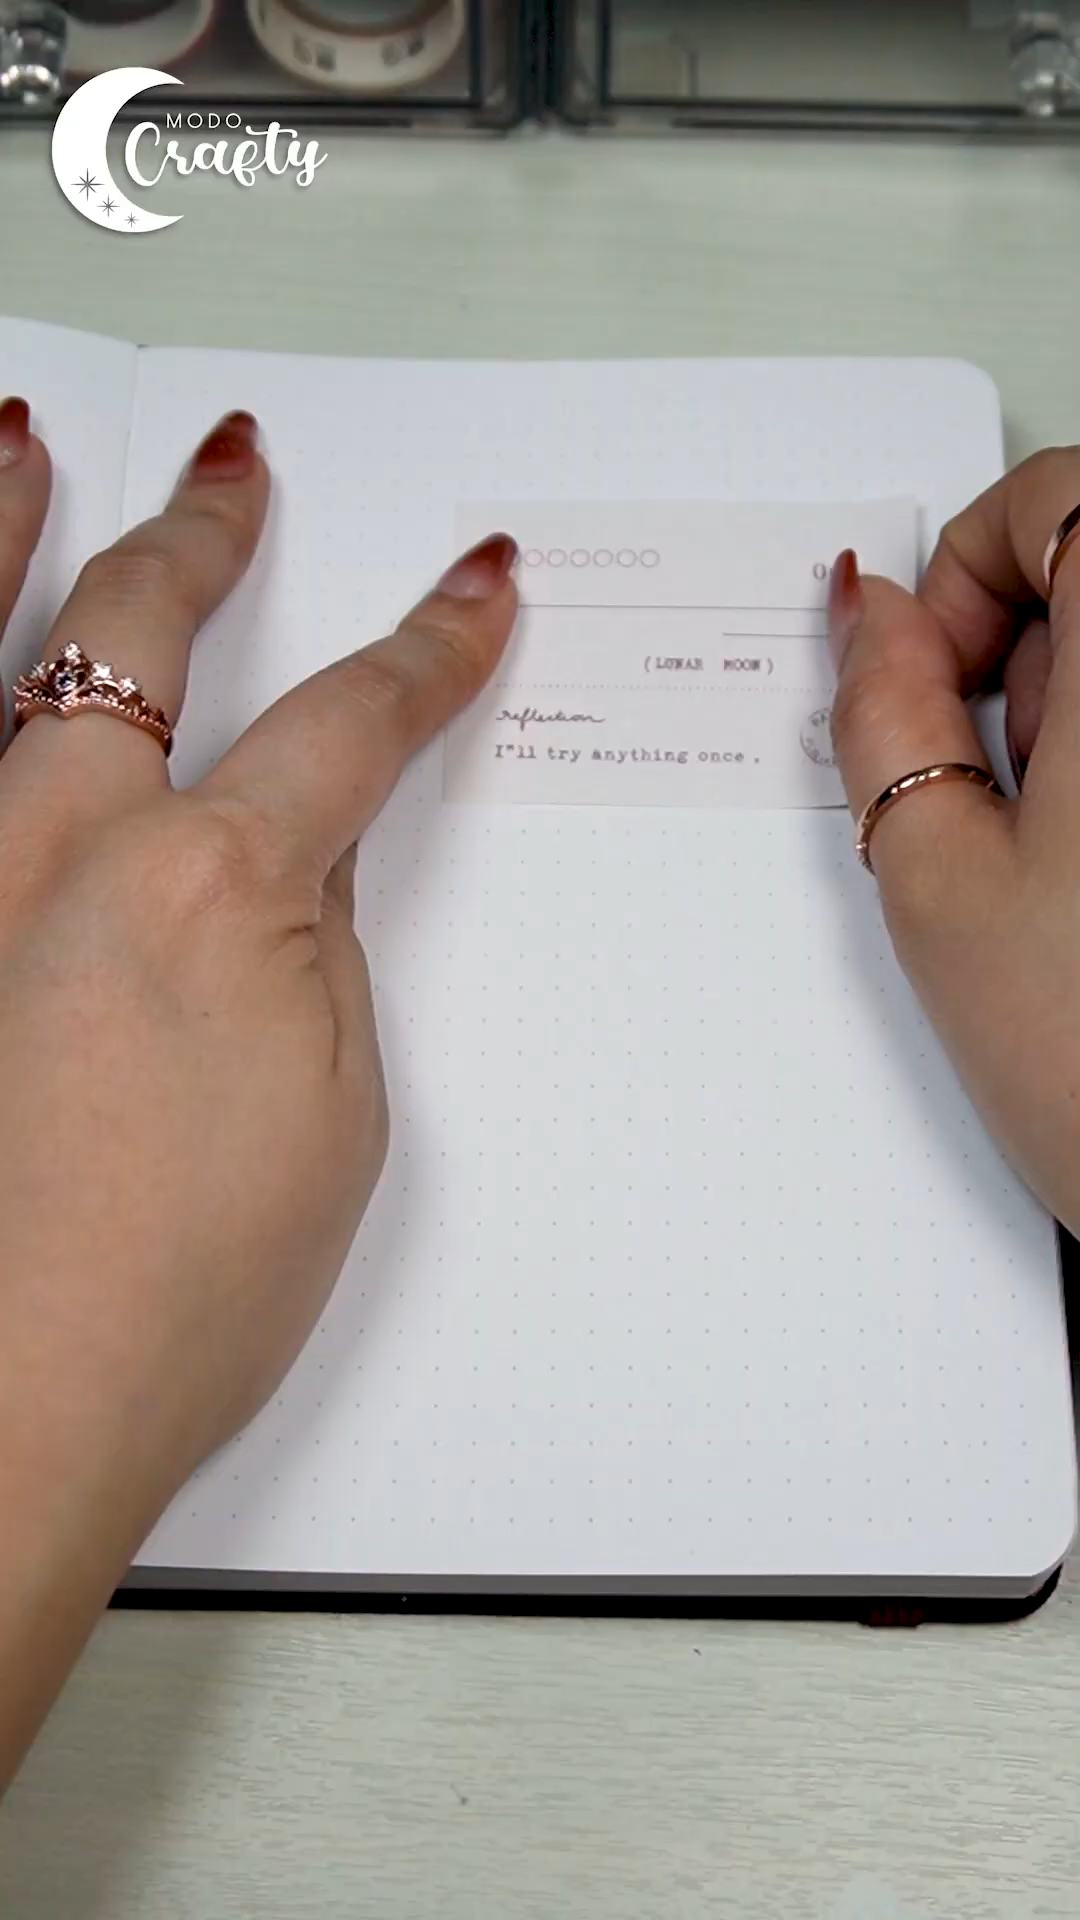 MODO
Crafty
(LUNAR MOON)
reflection
I"ll try anything once .